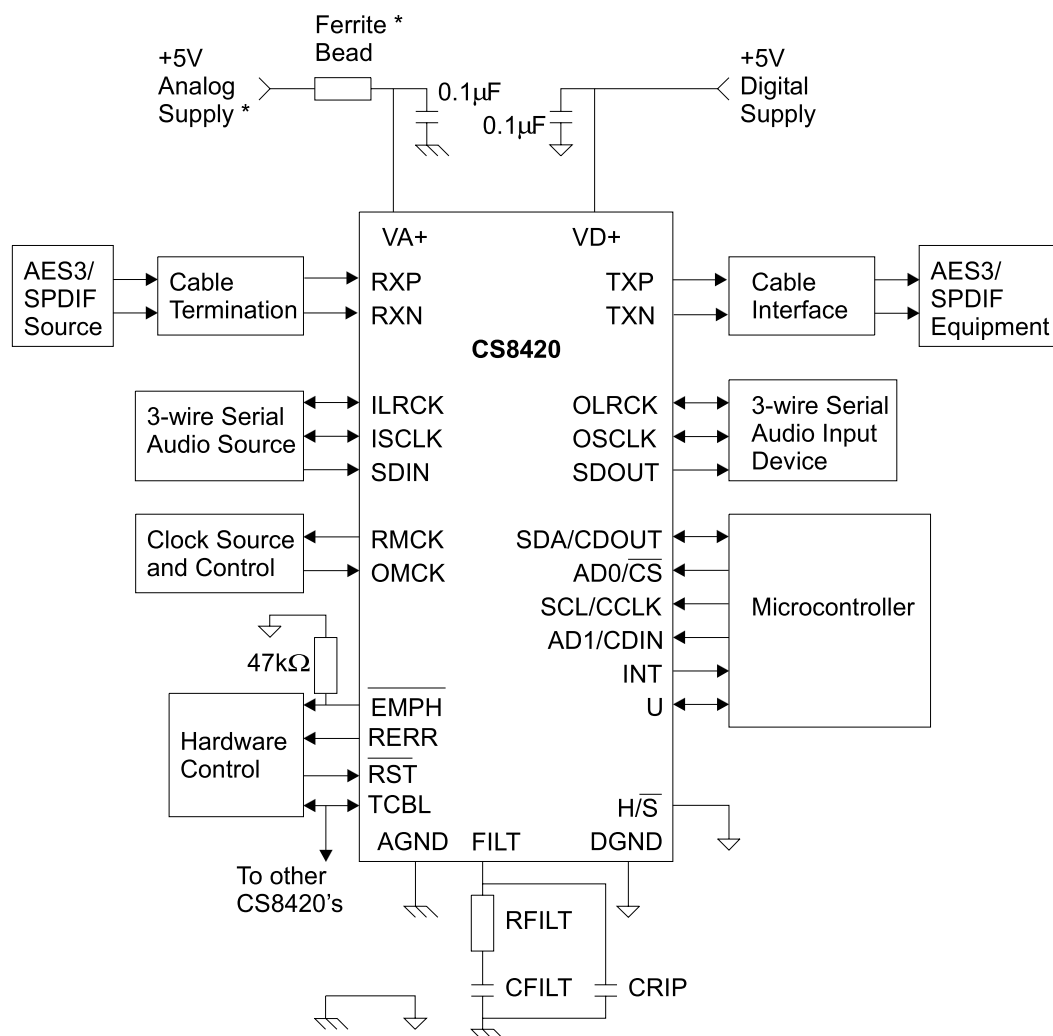 Ferrite *
Bead
+5V
Analog
Supply *
0.1µF
0.1µF
+5V
Digital
Supply
VA+
VD+
AES3/
SPDIF
Source
Cable
Termination
RXP
RXN
TXP
TXN
Cable
Interface
AES3/
SPDIF
Equipment
CS8420
3-wire Serial
Audio Source
ILRCK
ISCLK
SDIN
OLRCK
OSCLK
SDOUT
3-wire Serial
Audio Input
Device
Clock Source
and Control
RMCK
OMCK
SDA/CDOUT
AD0/C̅S̅
SCL/CCLK
AD1/CDIN
INT
U
Microcontroller
47kΩ
Hardware
Control
E̅M̅P̅H̅
RERR
R̅S̅T̅
TCBL
H/S̅
AGND
FILT
DGND
To other
CS8420's
RFILT
CFILT
CRIP